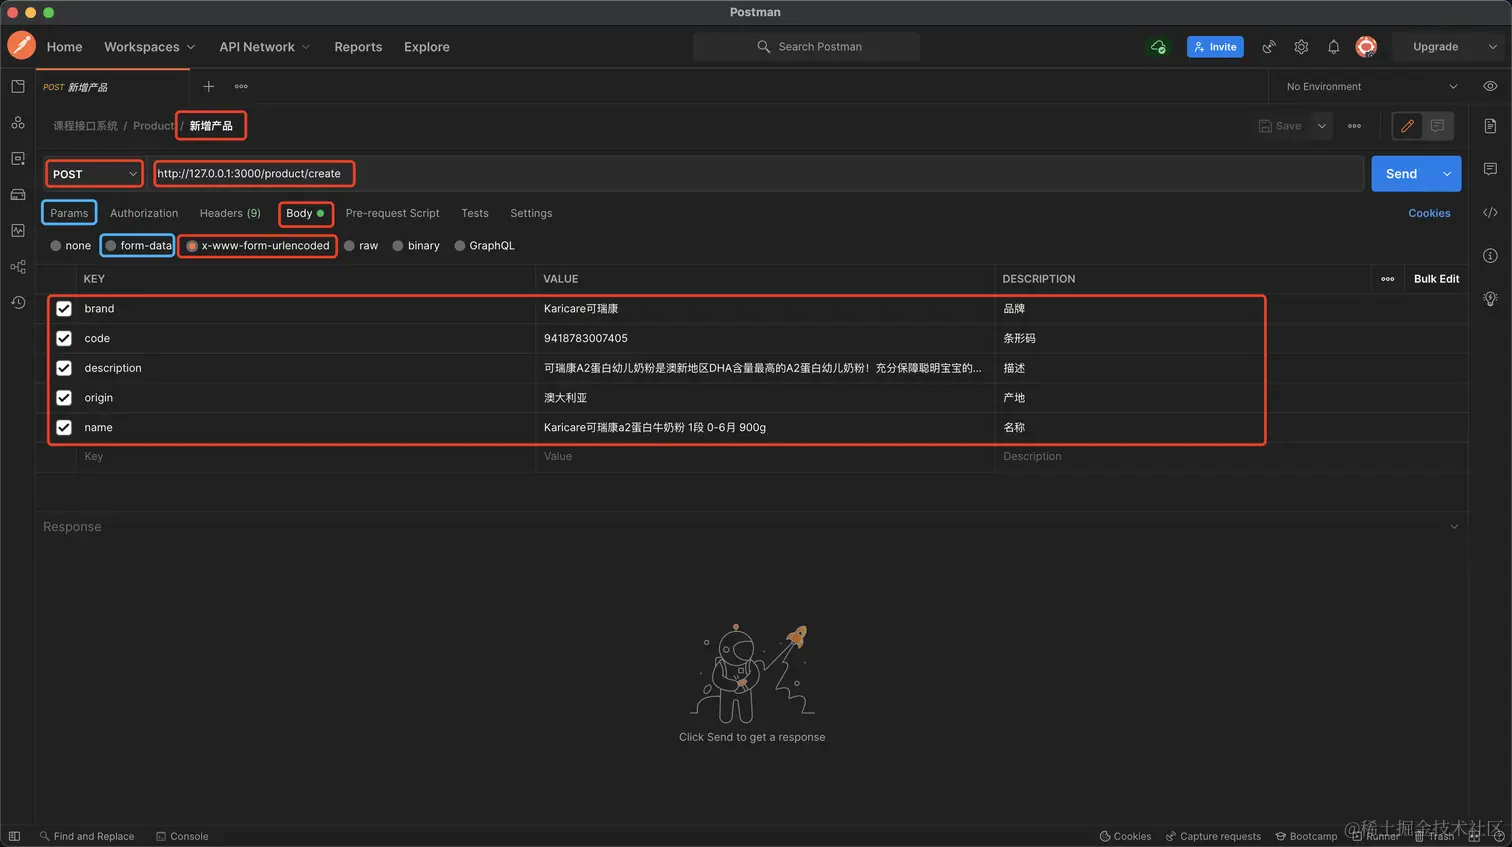 Postman
Home Workspaces API Network Reports Explore Search Postman Invite Upgrade
POST 新增产品 No Environment
课程接口系统 / Product / 新增产品 Save
POST http://127.0.0.1:3000/product/create Send
Params Authorization Headers (9) Body Pre-request Script Tests Settings Cookies
none form-data x-www-form-urlencoded raw binary GraphQL
KEY VALUE DESCRIPTION Bulk Edit
brand Karicare可瑞康 品牌
code 9418783007405 条形码
description 可瑞康A2蛋白幼儿奶粉是澳新地区DHA含量最高的A2蛋白幼儿奶粉！充分保障聪明宝宝的... 描述
origin 澳大利亚 产地
name Karicare可瑞康a2蛋白牛奶粉 1段 0-6月 900g 名称
Key Value Description
Response
Click Send to get a response
Find and Replace Console Cookies Capture requests Bootcamp Runner Trash
@稀土掘金技术社区